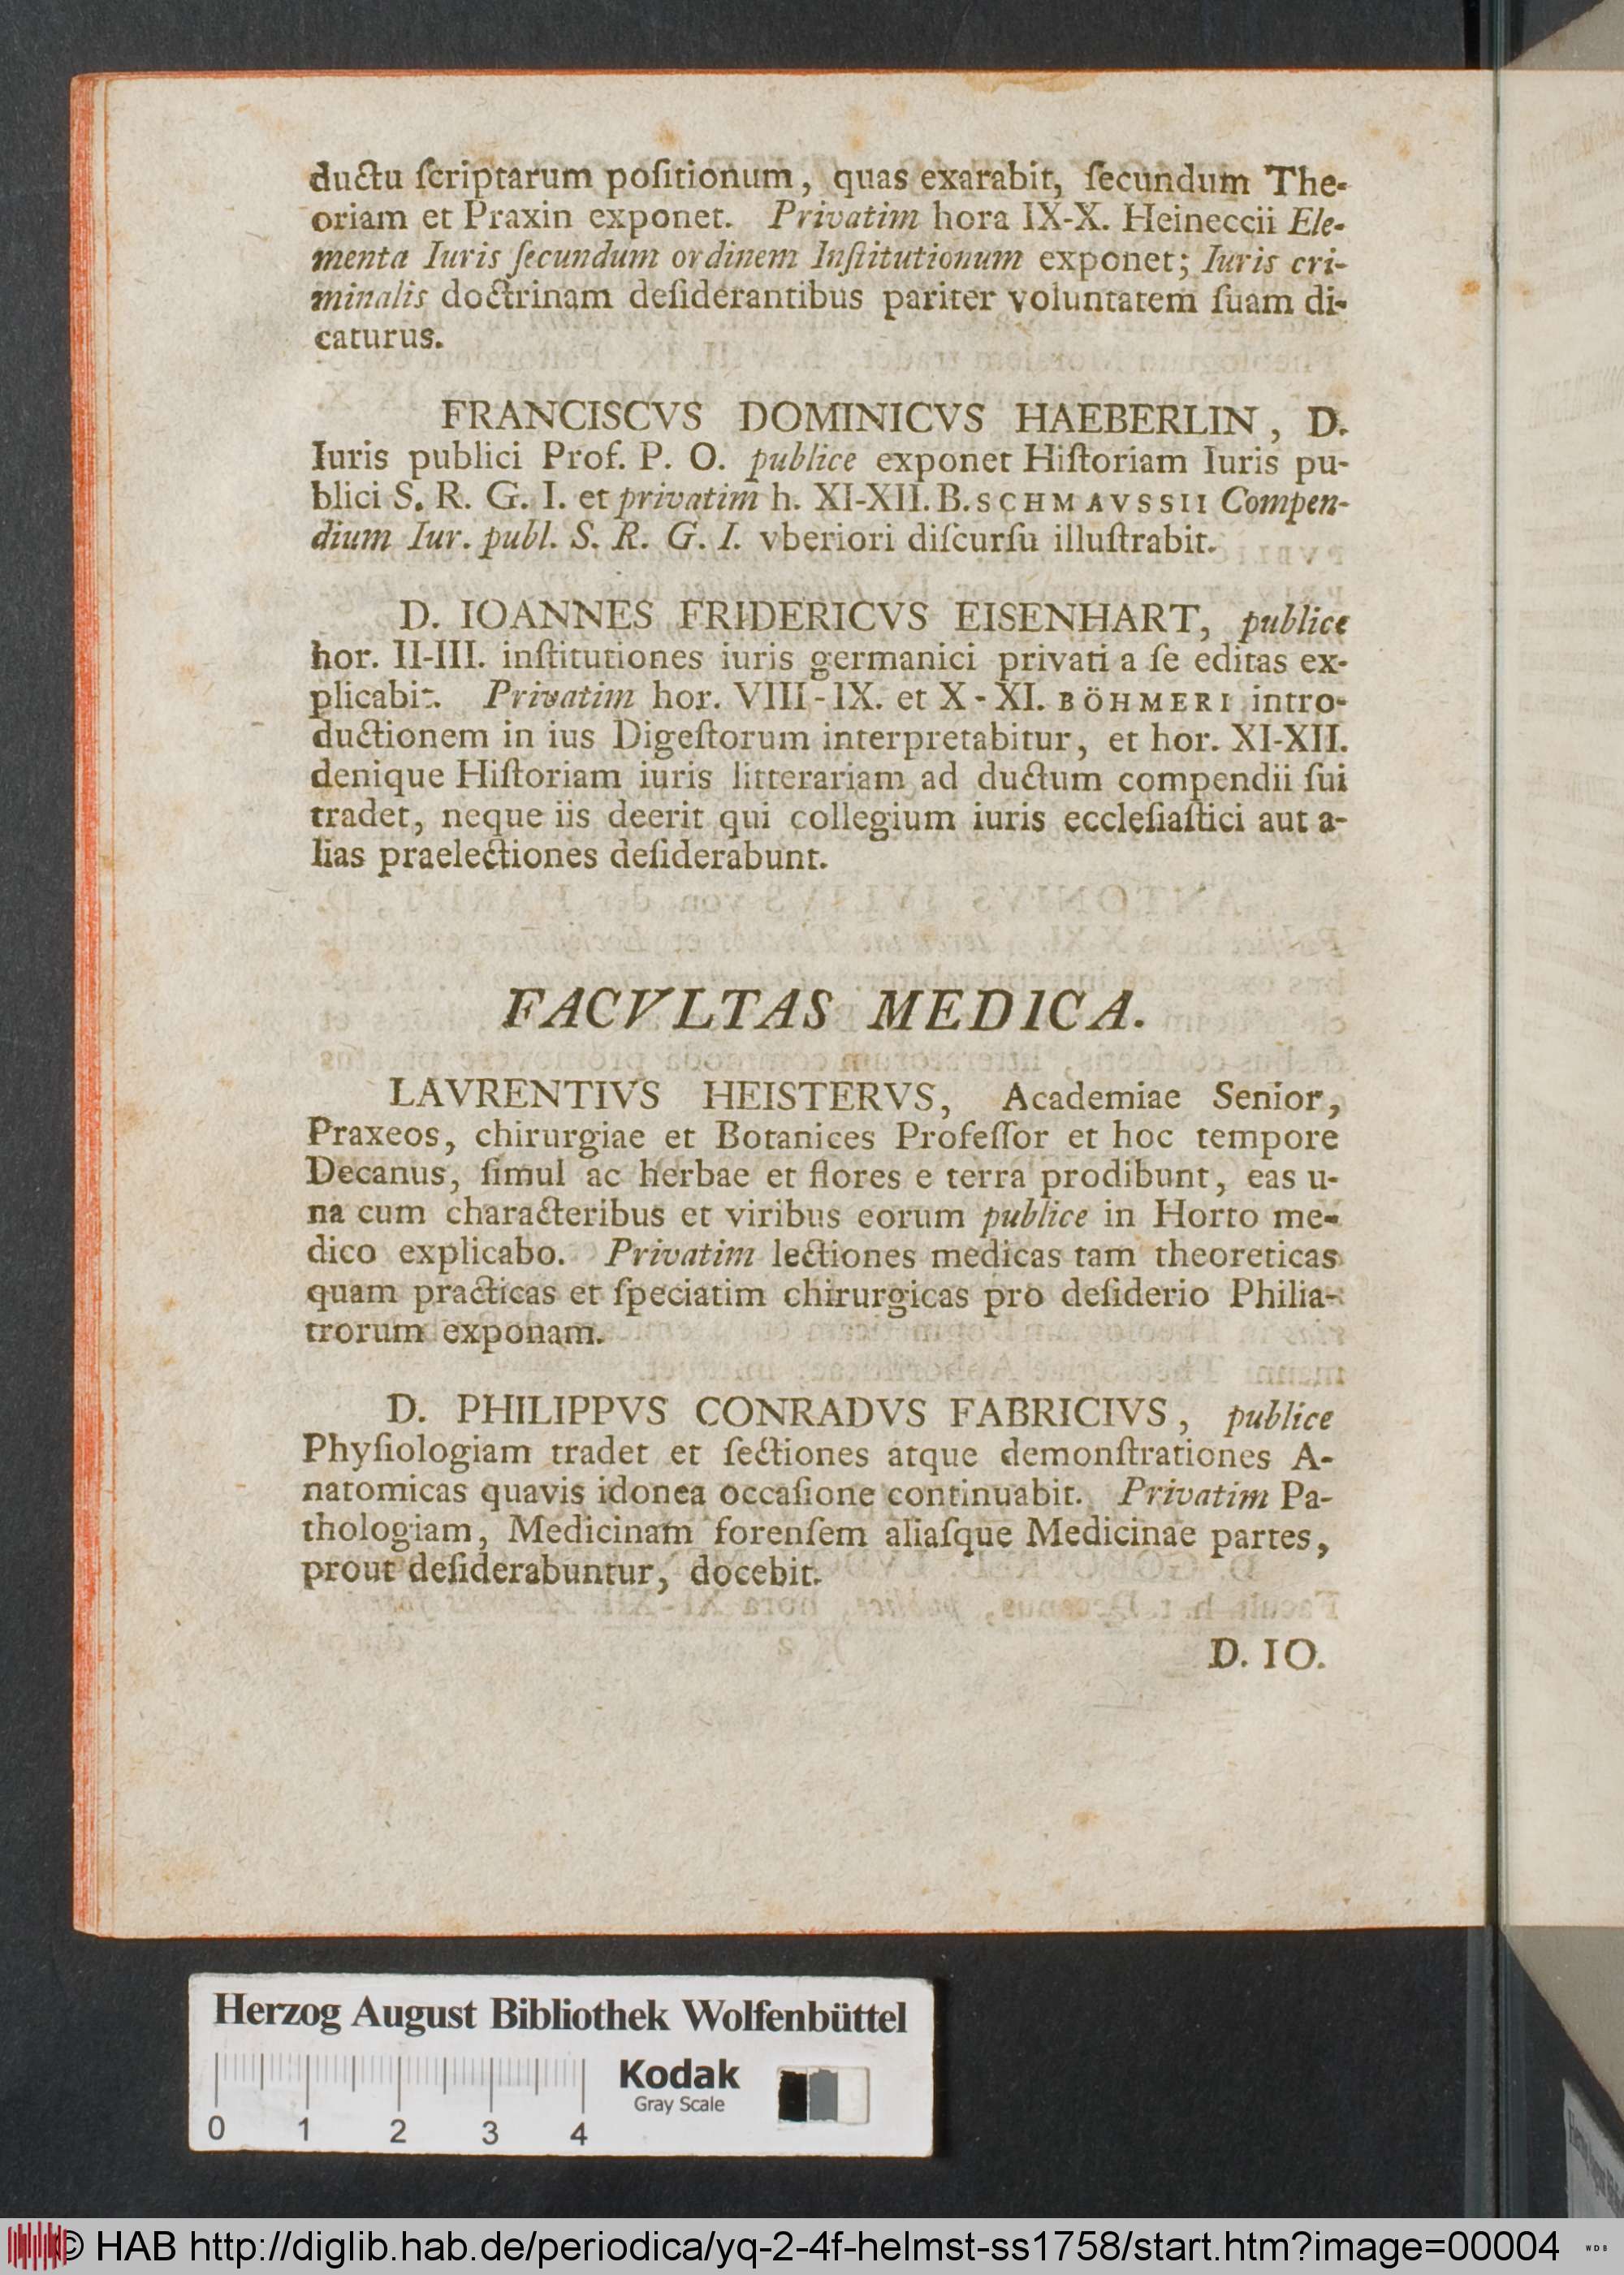 ductu ſcriptarum poſitionum, quas exarabit, ſecundum The-
oriam et Praxin exponet. Privatim hora IX-X. Heineccii Ele-
menta Iuris ſecundum ordinem Inſtitutionum exponet; Iuris cri-
minalis doctrinam deſiderantibus pariter voluntatem ſuam di-
caturus.
FRANCISCVS DOMINICVS HAEBERLIN, D.
Iuris publici Prof. P. O. publice exponet Hiſtoriam Iuris pu-
blici S. R. G. I. et privatim h. XI-XII. B. SCHMAVSSII Compen-
dium Iur. publ. S. R. G. I. vberiori diſcurſu illuſtrabit.
D. IOANNES FRIDERICVS EISENHART, publice
hor. II-III. inſtitutiones iuris germanici privati a ſe editas ex-
plicabit. Privatim hor. VIII-IX. et X-XI. BÖHMERI intro-
ductionem in ius Digeſtorum interpretabitur, et hor. XI-XII.
denique Hiſtoriam iuris litterariam ad ductum compendii ſui
tradet, neque iis deerit qui collegium iuris eccleſiaſtici aut a-
lias praelectiones deſiderabunt.
FACVLTAS MEDICA.
LAVRENTIVS HEISTERVS, Academiae Senior,
Praxeos, chirurgiae et Botanices Profeſſor et hoc tempore
Decanus, ſimul ac herbae et flores e terra prodibunt, eas u-
na cum characteribus et viribus eorum publice in Horto me-
dico explicabo. Privatim lectiones medicas tam theoreticas
quam practicas et ſpeciatim chirurgicas pro deſiderio Philia-
trorum exponam.
D. PHILIPPVS CONRADVS FABRICIVS, publice
Phyſiologiam tradet et ſectiones atque demonſtrationes A-
natomicas quavis idonea occaſione continuabit. Privatim Pa-
thologiam, Medicinam forenſem aliaſque Medicinae partes,
prout deſiderabuntur, docebit.
D. IO.
Herzog August Bibliothek Wolfenbüttel
Kodak
Gray Scale
0 1 2 3 4
© HAB http://diglib.hab.de/periodica/yq-2-4f-helmst-ss1758/start.htm?image=00004
WDB